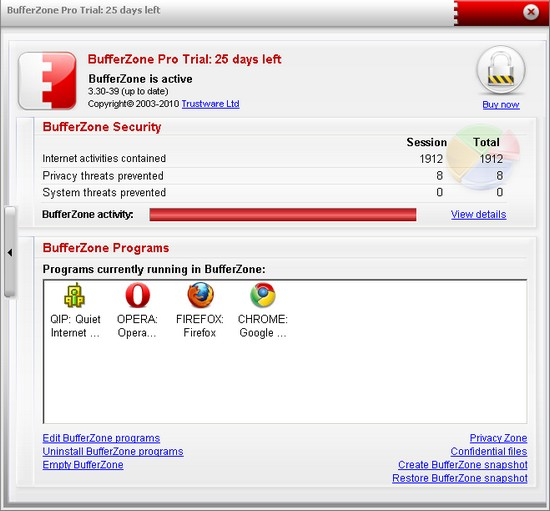 BufferZone Pro Trial: 25 days left
BufferZone Pro Trial: 25 days left
BufferZone is active
3.30-39 (up to date)
Copyright© 2003-2010 Trustware Ltd
Buy now
BufferZone Security
Session Total
Internet activities contained 1912 1912
Privacy threats prevented 8 8
System threats prevented 0 0
BufferZone activity: View details
BufferZone Programs
Programs currently running in BufferZone:
QIP: Quiet OPERA: FIREFOX: CHROME:
Internet ... Opera... Firefox Google ...
Edit BufferZone programs Privacy Zone
Uninstall BufferZone programs Confidential files
Empty BufferZone Create BufferZone snapshot
Restore BufferZone snapshot